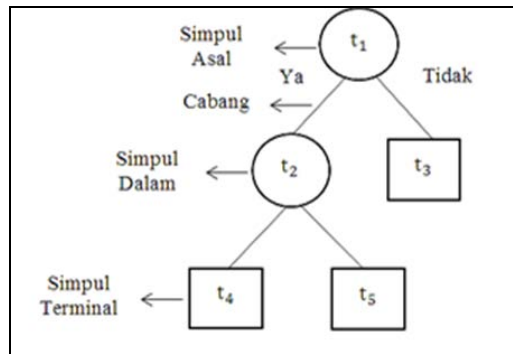 Simpul
Asal
t₁
Ya
Tidak
Cabang
Simpul
Dalam
t₂
t₃
Simpul
Terminal
t₄
t₅